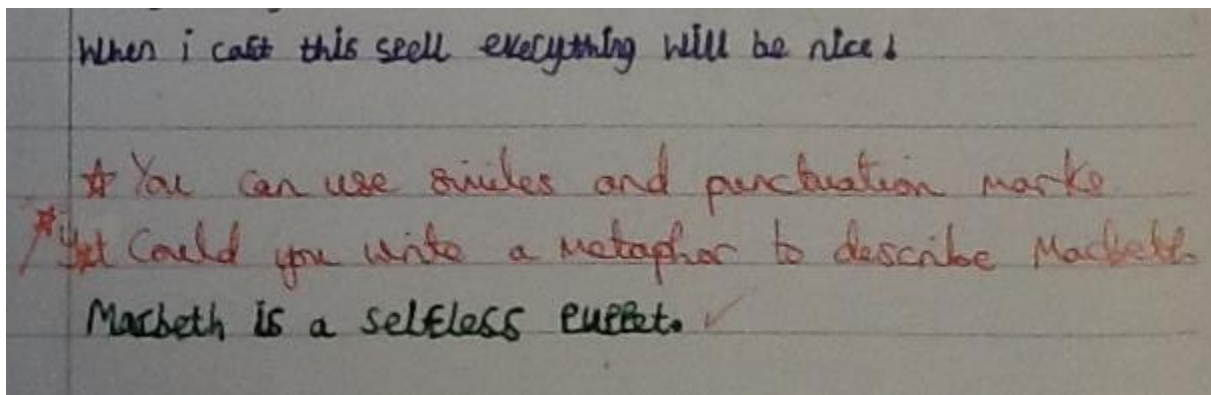 When i cast this spell everything will be nice!
☆ You can use similes and punctuation marks
Could you write a metaphor to describe Macbeth.
Macbeth is a selfless puppet. ✓